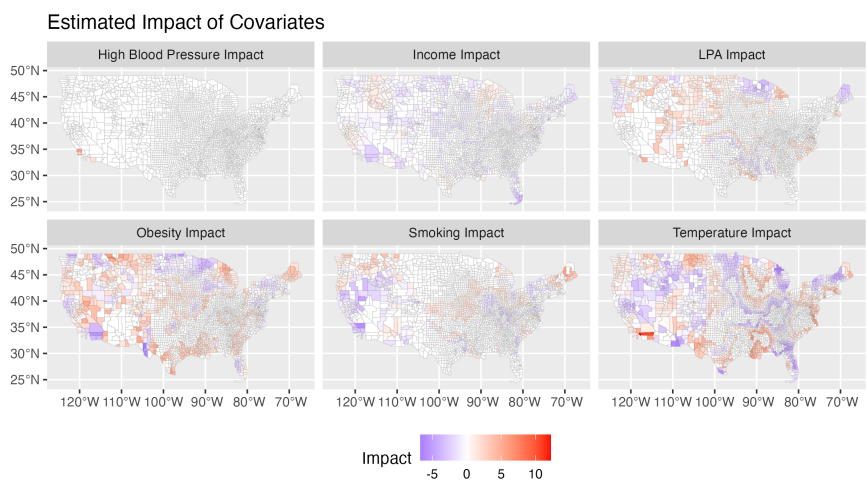 Estimated Impact of Covariates
High Blood Pressure Impact Income Impact LPA Impact
50°N
45°N
40°N
35°N
30°N
25°N
Obesity Impact Smoking Impact Temperature Impact
50°N
45°N
40°N
35°N
30°N
25°N
120°W 110°W 100°W 90°W 80°W 70°W 120°W 110°W 100°W 90°W 80°W 70°W 120°W 110°W 100°W 90°W 80°W 70°W
Impact
-5 0 5 10